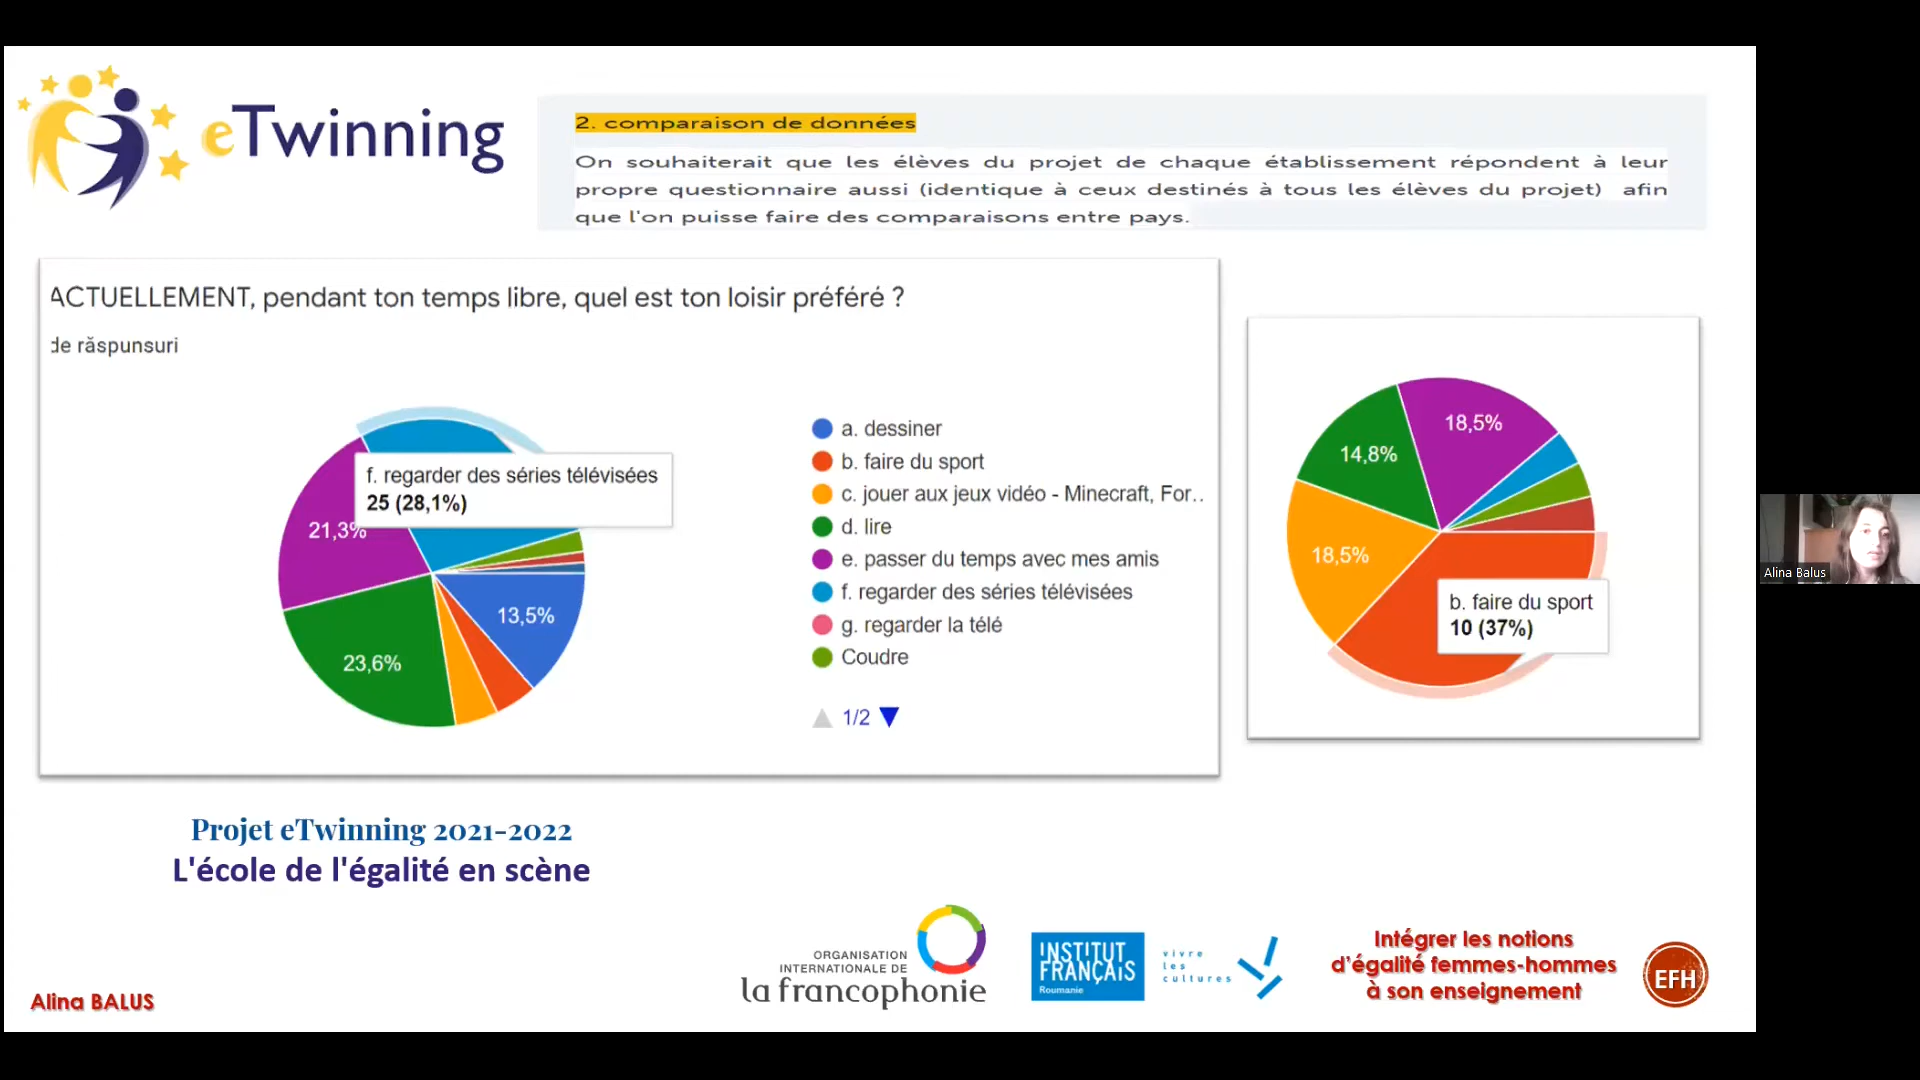 eTwinning
2. comparaison de données
On souhaiterait que les élèves du projet de chaque établissement répondent à leur
propre questionnaire aussi (identique à ceux destinés à tous les élèves du projet) afin
que l'on puisse faire des comparaisons entre pays.
ACTUELLEMENT, pendant ton temps libre, quel est ton loisir préféré ?
de răspunsuri
f. regarder des séries télévisées
25 (28,1%)
21,3%
13,5%
23,6%
a. dessiner
b. faire du sport
c. jouer aux jeux vidéo - Minecraft, For..
d. lire
e. passer du temps avec mes amis
f. regarder des séries télévisées
g. regarder la télé
Coudre
1/2
18,5%
14,8%
18,5%
b. faire du sport
10 (37%)
Alina Balus
Projet eTwinning 2021-2022
L'école de l'égalité en scène
ORGANISATION
INTERNATIONALE DE
la francophonie
INSTITUT
FRANÇAIS
Roumanie
vivre
les
cultures
Intégrer les notions
d'égalité femmes-hommes
à son enseignement
EFH
Alina BALUS